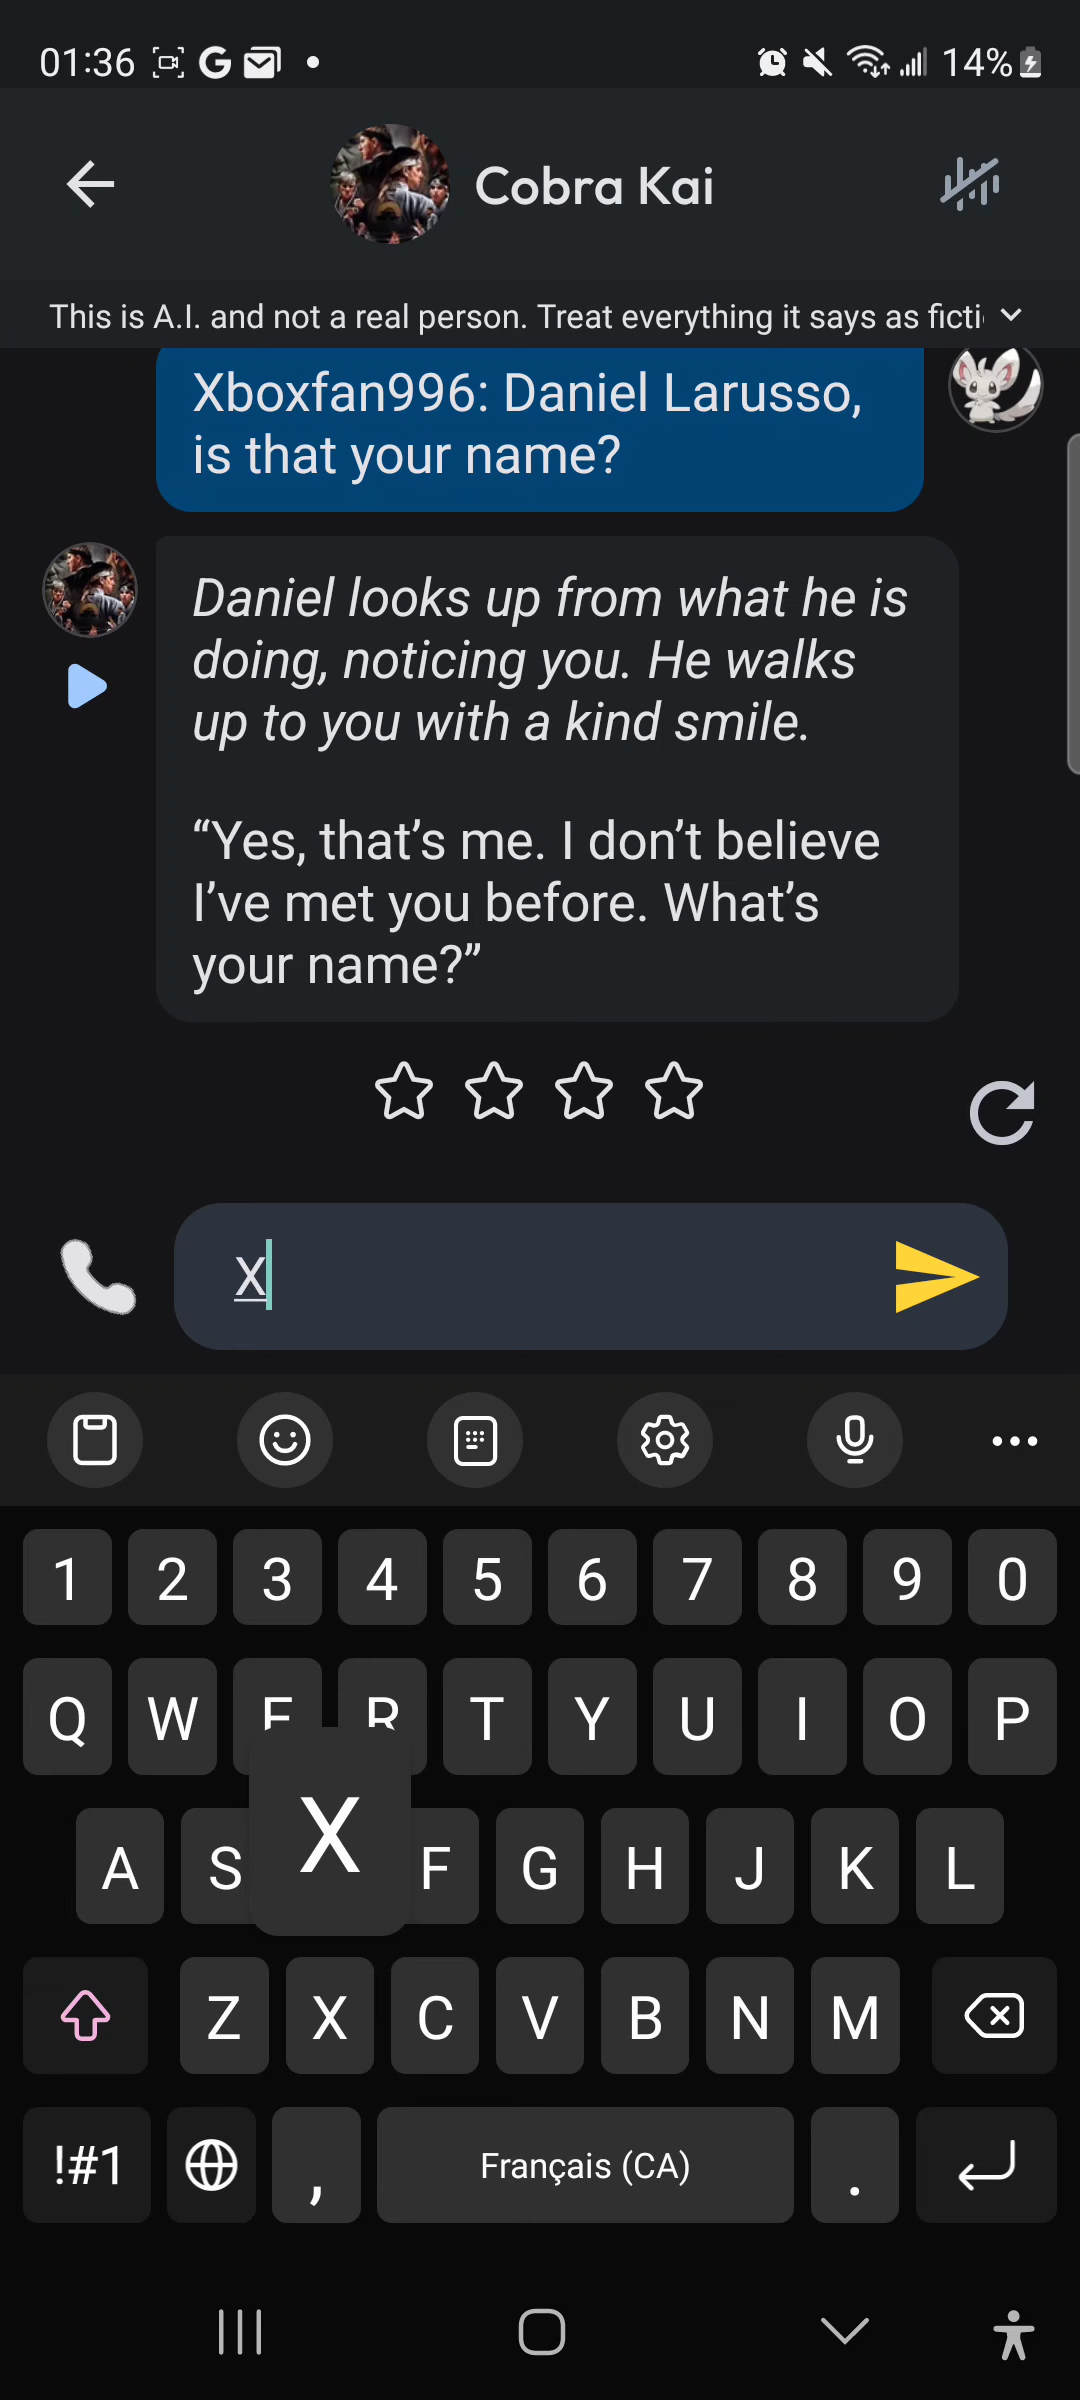 01:36 G 14%
Cobra Kai
This is A.I. and not a real person. Treat everything it says as ficti
Xboxfan996: Daniel Larusso,
is that your name?
Daniel looks up from what he is
doing, noticing you. He walks
up to you with a kind smile.
“Yes, that’s me. I don’t believe
I’ve met you before. What’s
your name?”
X
1 2 3 4 5 6 7 8 9 0
Q W E R T Y U I O P
X
A S F G H J K L
Z X C V B N M
!#1 , Français (CA) .